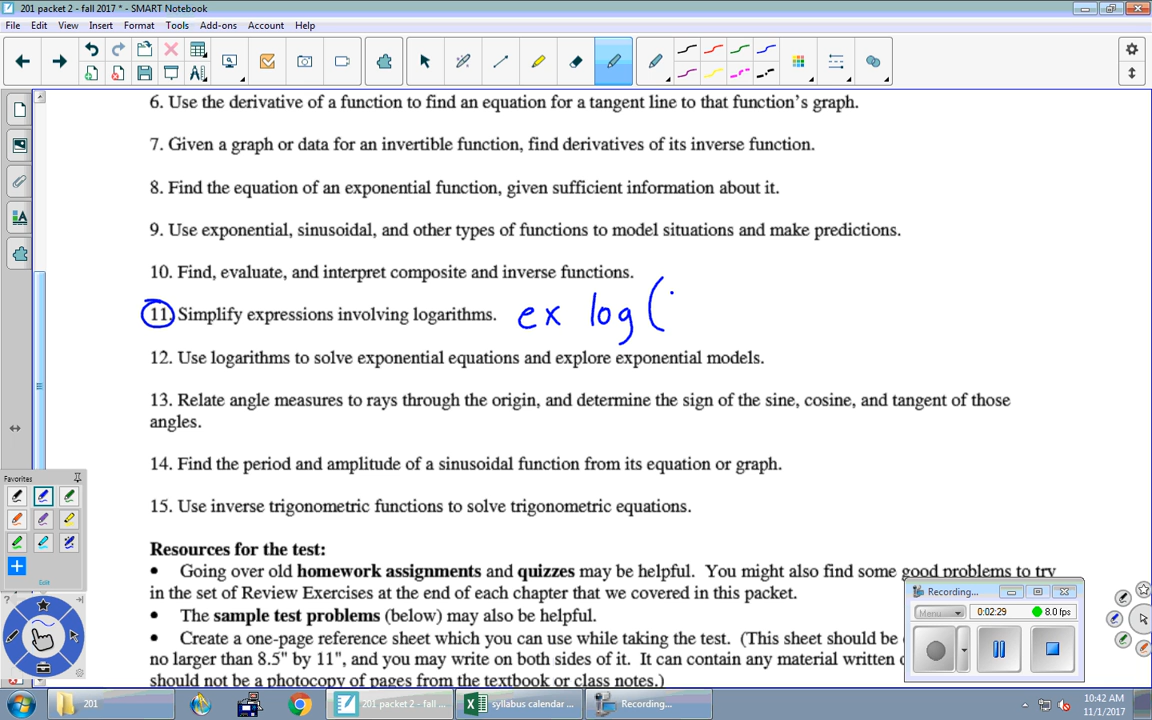 201 packet 2 - fall 2017 * - SMART Notebook
File Edit View Insert Format Tools Add-ons Account Help
6. Use the derivative of a function to find an equation for a tangent line to that function's graph.
7. Given a graph or data for an invertible function, find derivatives of its inverse function.
8. Find the equation of an exponential function, given sufficient information about it.
9. Use exponential, sinusoidal, and other types of functions to model situations and make predictions.
10. Find, evaluate, and interpret composite and inverse functions.
11. Simplify expressions involving logarithms. ex log (
12. Use logarithms to solve exponential equations and explore exponential models.
13. Relate angle measures to rays through the origin, and determine the sign of the sine, cosine, and tangent of those
angles.
14. Find the period and amplitude of a sinusoidal function from its equation or graph.
15. Use inverse trigonometric functions to solve trigonometric equations.
Resources for the test:
• Going over old homework assignments and quizzes may be helpful. You might also find some good problems to try
in the set of Review Exercises at the end of each chapter that we covered in this packet.
• The sample test problems (below) may also be helpful.
• Create a one-page reference sheet which you can use while taking the test. (This sheet should be
no larger than 8.5" by 11", and you may write on both sides of it. It can contain any material written
should not be a photocopy of pages from the textbook or class notes.)
Favorites
Edit
Recording...
Menu
0:02:29
8.0 fps
201
201 packet 2 - fall ...
syllabus calendar ...
Recording...
10:42 AM
11/1/2017